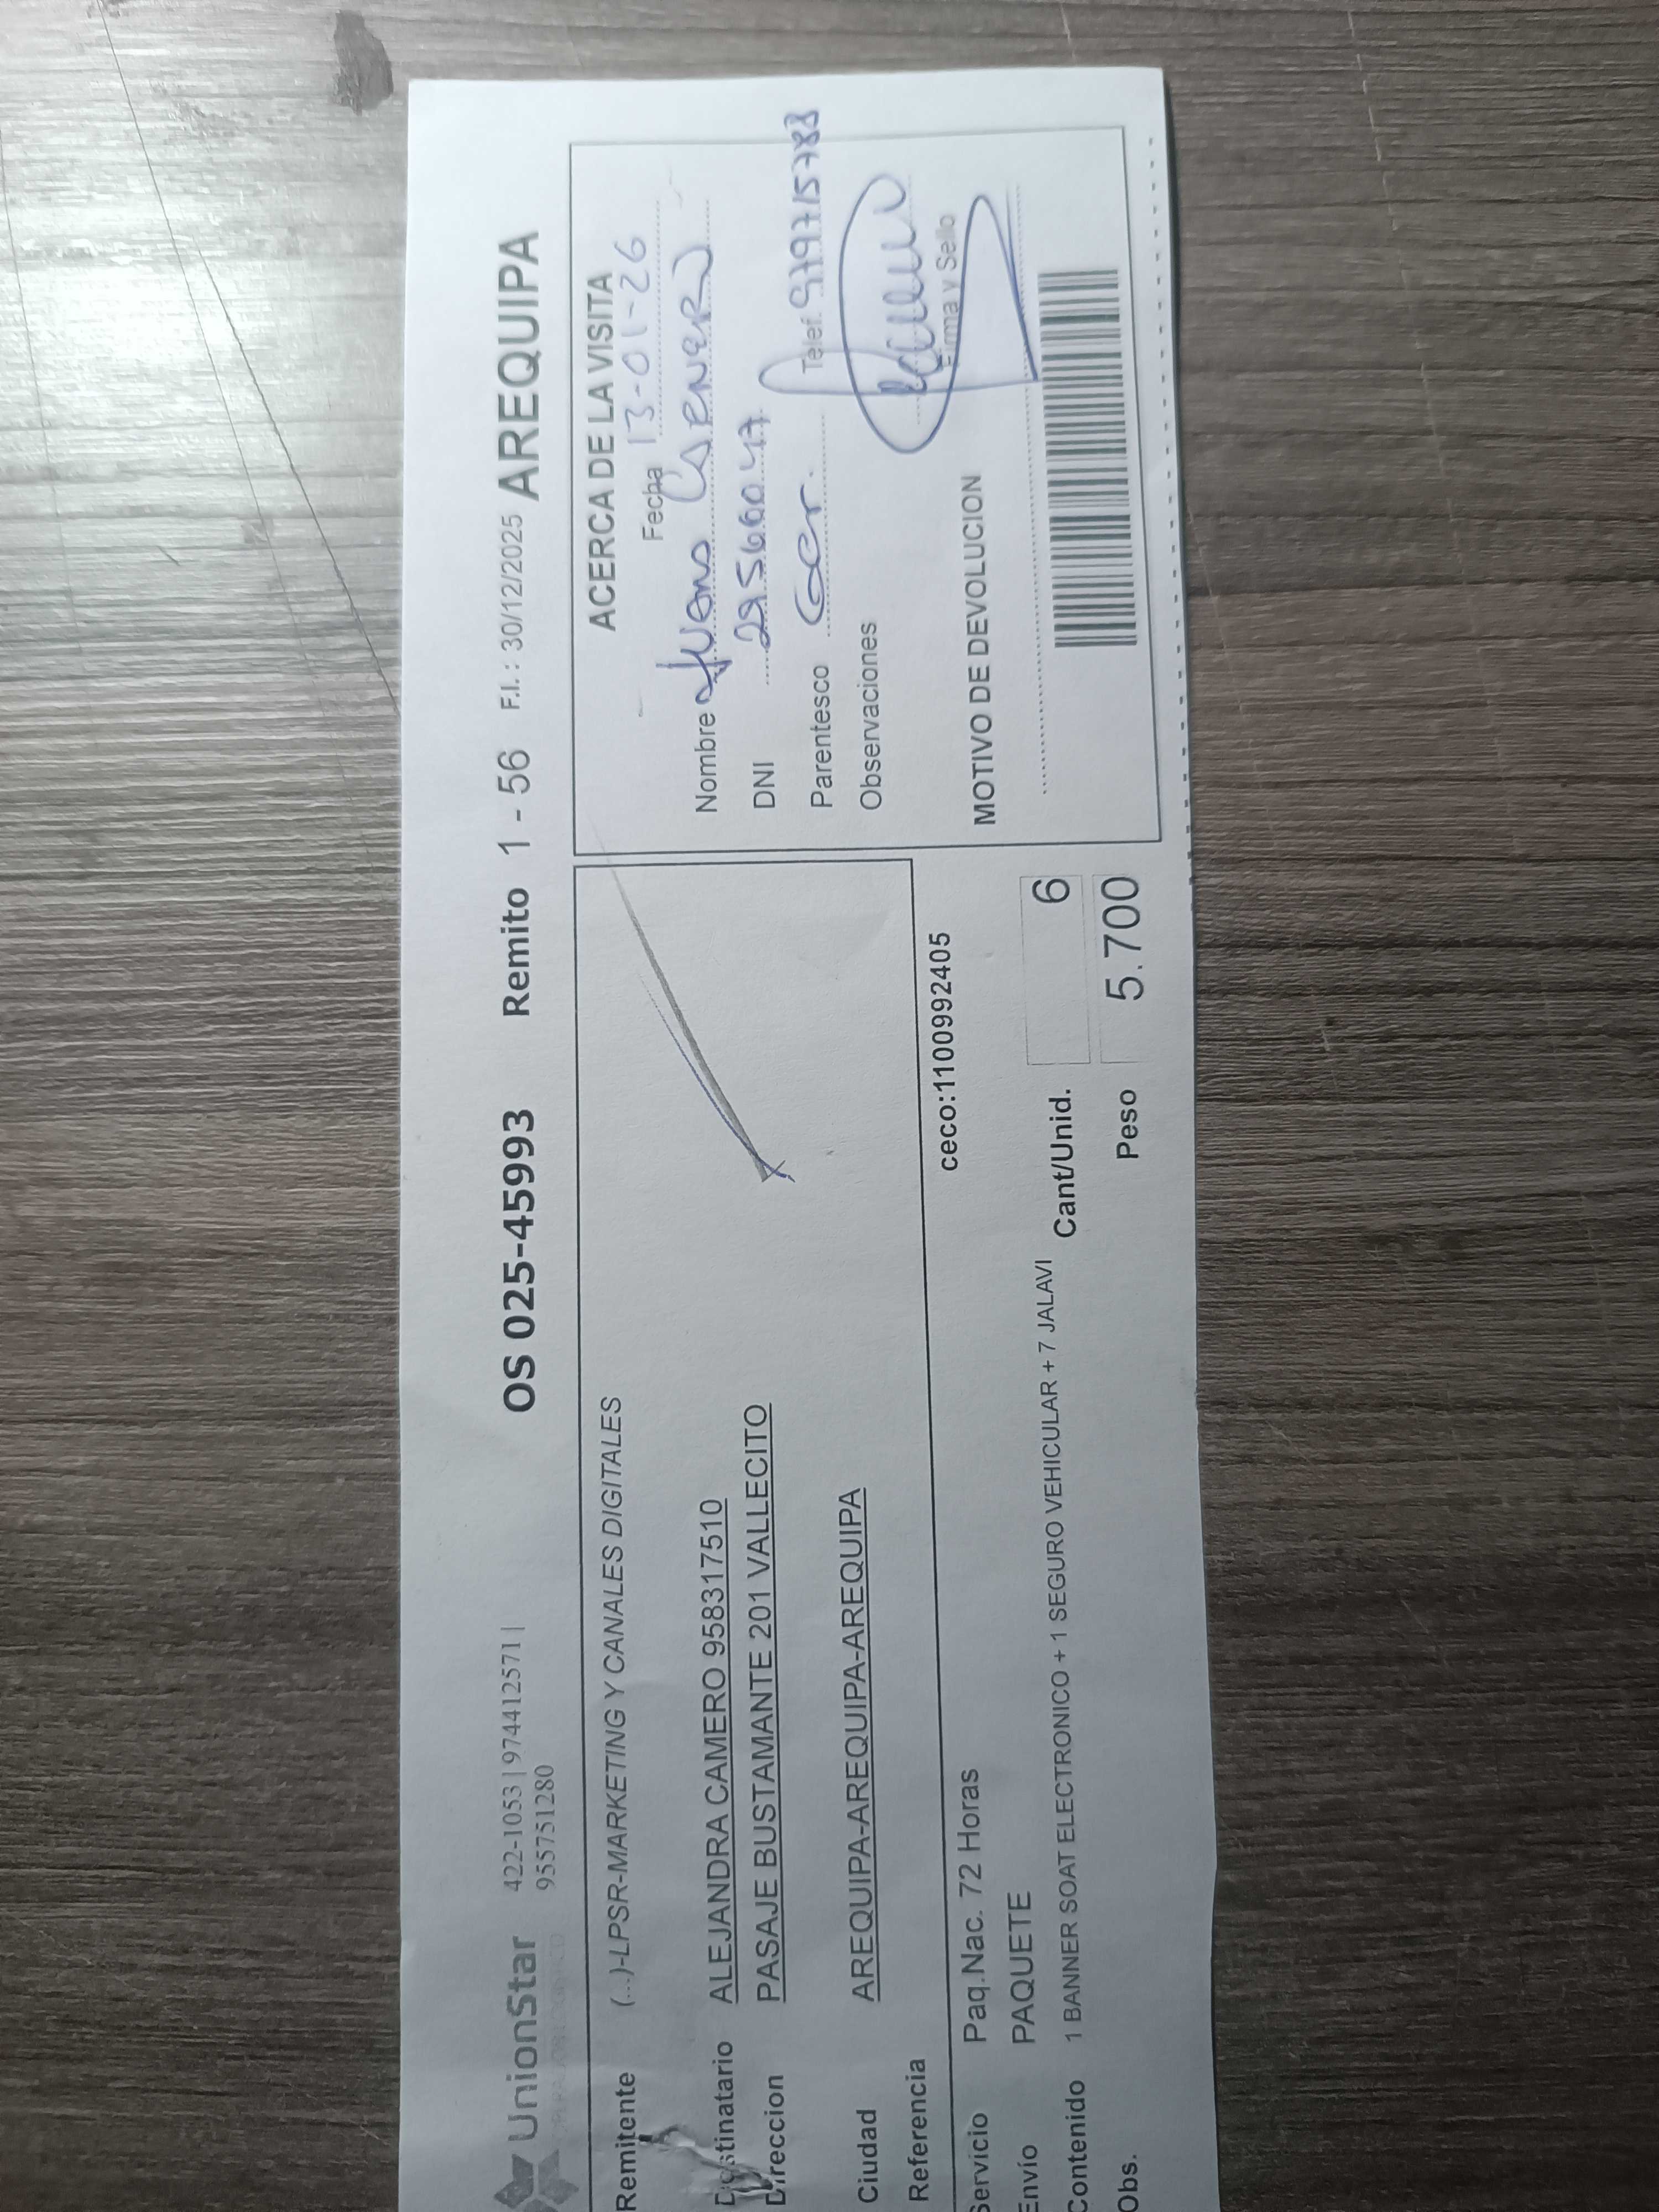 UnionStar
422-1053 | 974412571 |
955751280
OS 025-45993 Remito 1 - 56 F.I.: 30/12/2025 AREQUIPA
Remitente (...)-LPSR-MARKETING Y CANALES DIGITALES
Destinatario ALEJANDRA CAMERO 958317510
Direccion PASAJE BUSTAMANTE 201 VALLECITO
Ciudad AREQUIPA-AREQUIPA-AREQUIPA
Referencia
ceco:1100992405
Servicio Paq.Nac. 72 Horas
Envío PAQUETE
Contenido 1 BANNER SOAT ELECTRONICO + 1 SEGURO VEHICULAR + 7 JALAVI
Obs.
Cant/Unid. 6
Peso 5.700
ACERCA DE LA VISITA
Fecha 13-01-26
Nombre
DNI 29566047
Parentesco
Telef. 979715783
Observaciones
Firma y Sello
MOTIVO DE DEVOLUCION